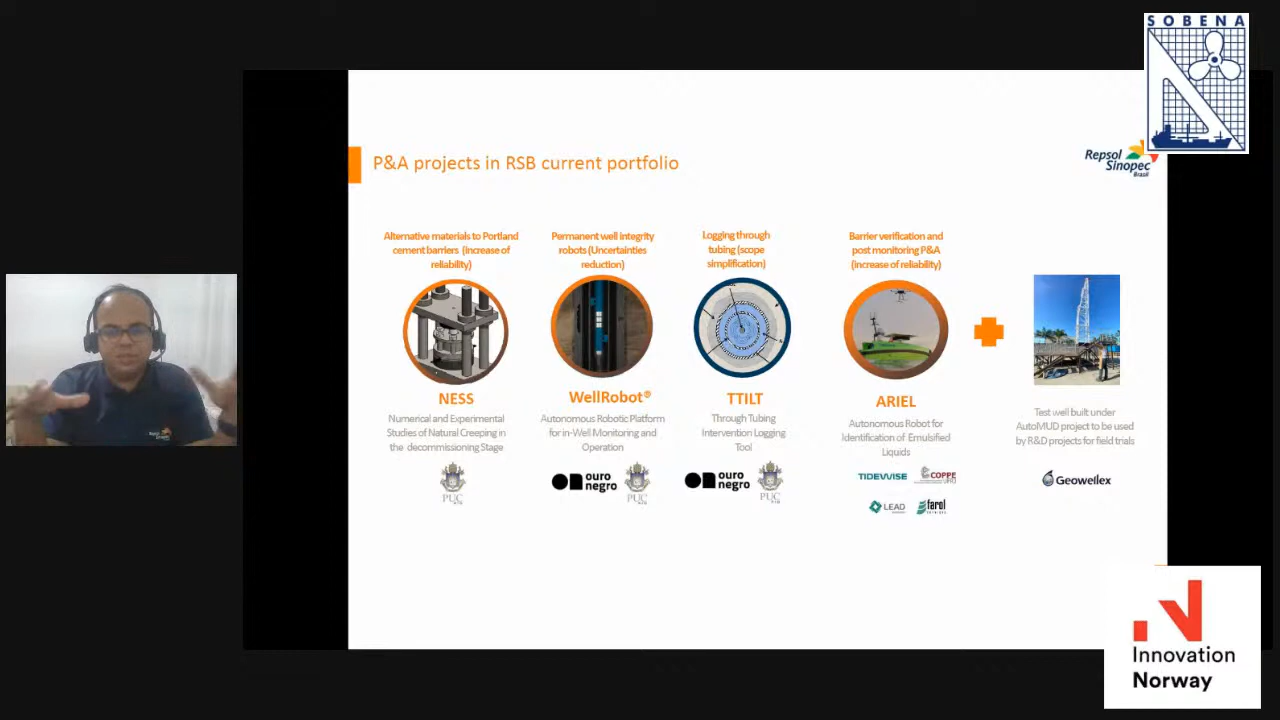 SOBENA
P&A projects in RSB current portfolio
Repsol
Sinopec
Brasil
Alternative materials to Portland
cement barriers (increase of
reliability)
NESS
Numerical and Experimental
Studies of Natural Creeping in
the decommissioning Stage
PUC
Permanent well integrity
robots (Uncertainties
reduction)
WellRobot®
Autonomous Robotic Platform
for in-Well Monitoring and
Operation
ouro
negro
PUC
Logging through
tubing (scope
simplification)
TTILT
Through Tubing
Intervention Logging
Tool
ouro
negro
PUC
Barrier verification and
post monitoring P&A
(increase of reliability)
ARIEL
Autonomous Robot for
Identification of Emulsified
Liquids
TIDEWISE
COPPE
LEAD
farol
Test well built under
AutoMUD project to be used
by R&D projects for field trials
Geowellex
Repsol
Innovation
Norway